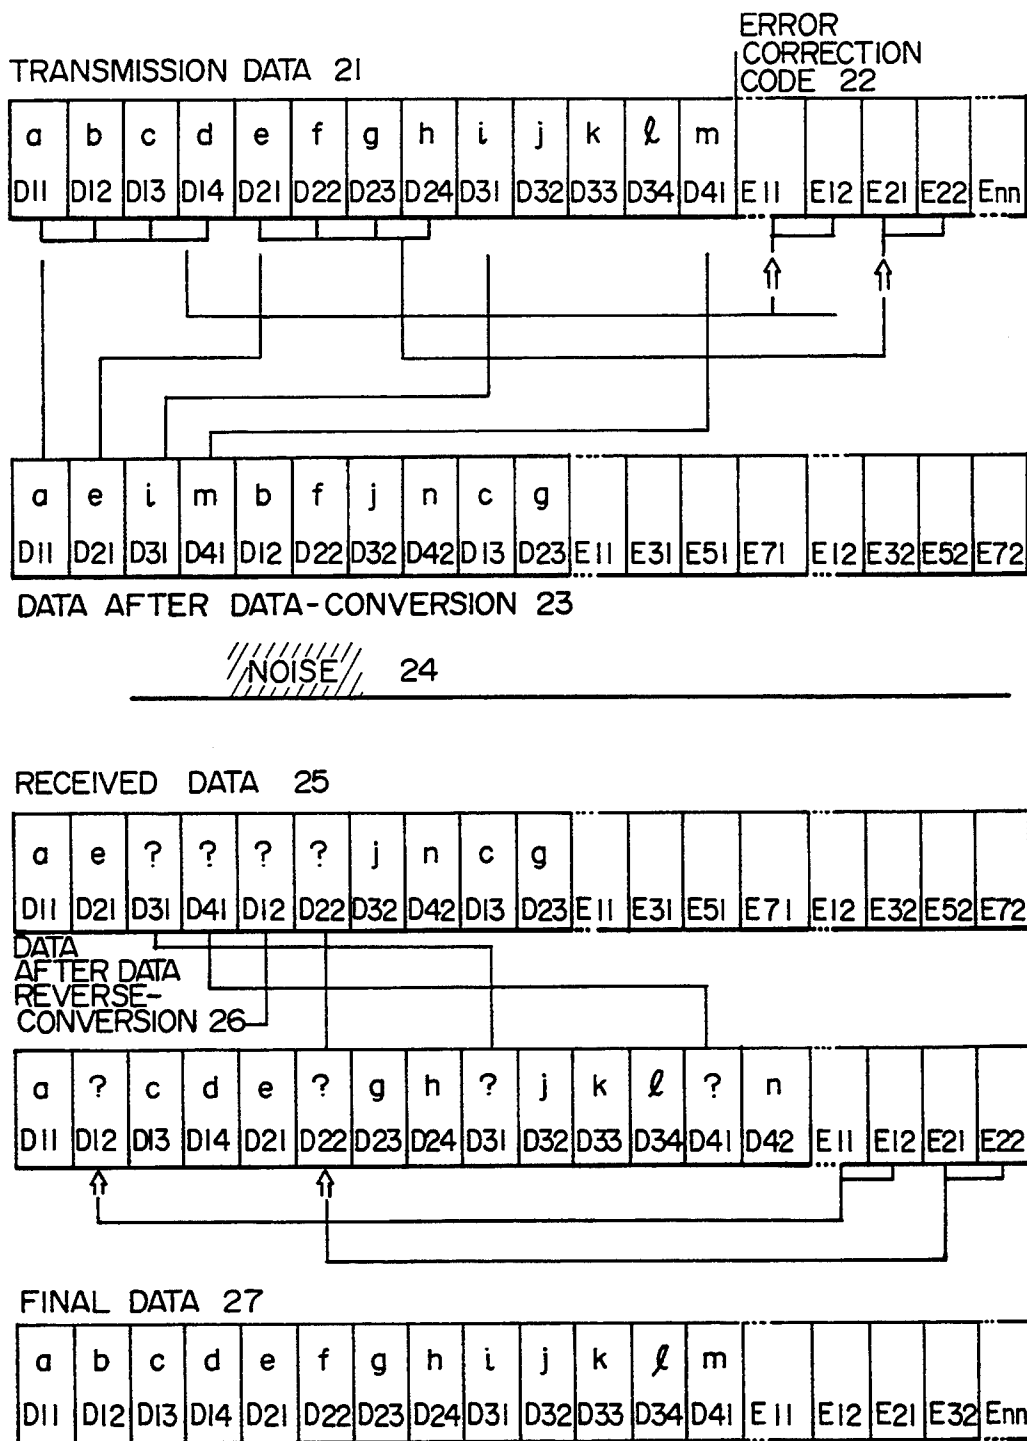 TRANSMISSION DATA 21
ERROR
CORRECTION
CODE 22
a b c d e f g h i j k ℓ m
D11 D12 D13 D14 D21 D22 D23 D24 D31 D32 D33 D34 D41 E11 E12 E21 E22 Enn
a e i m b f j n c g
D11 D21 D31 D41 D12 D22 D32 D42 D13 D23 E11 E31 E51 E71 E12 E32 E52 E72
DATA AFTER DATA-CONVERSION 23
NOISE 24
RECEIVED DATA 25
a e ? ? ? ? j n c g
D11 D21 D31 D41 D12 D22 D32 D42 D13 D23 E11 E31 E51 E71 E12 E32 E52 E72
DATA
AFTER DATA
REVERSE-
CONVERSION 26
a ? c d e ? g h ? j k ℓ ? n
D11 D12 D13 D14 D21 D22 D23 D24 D31 D32 D33 D34 D41 D42 E11 E12 E21 E22
FINAL DATA 27
a b c d e f g h i j k ℓ m
D11 D12 D13 D14 D21 D22 D23 D24 D31 D32 D33 D34 D41 E11 E12 E21 E32 Enn